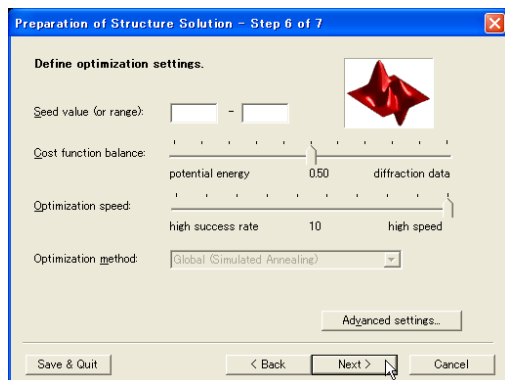 Preparation of Structure Solution - Step 6 of 7
Define optimization settings.
Seed value (or range): -
Cost function balance:
potential energy 0.50 diffraction data
Optimization speed:
high success rate 10 high speed
Optimization method: Global (Simulated Annealing)
Advanced settings...
Save & Quit < Back Next > Cancel